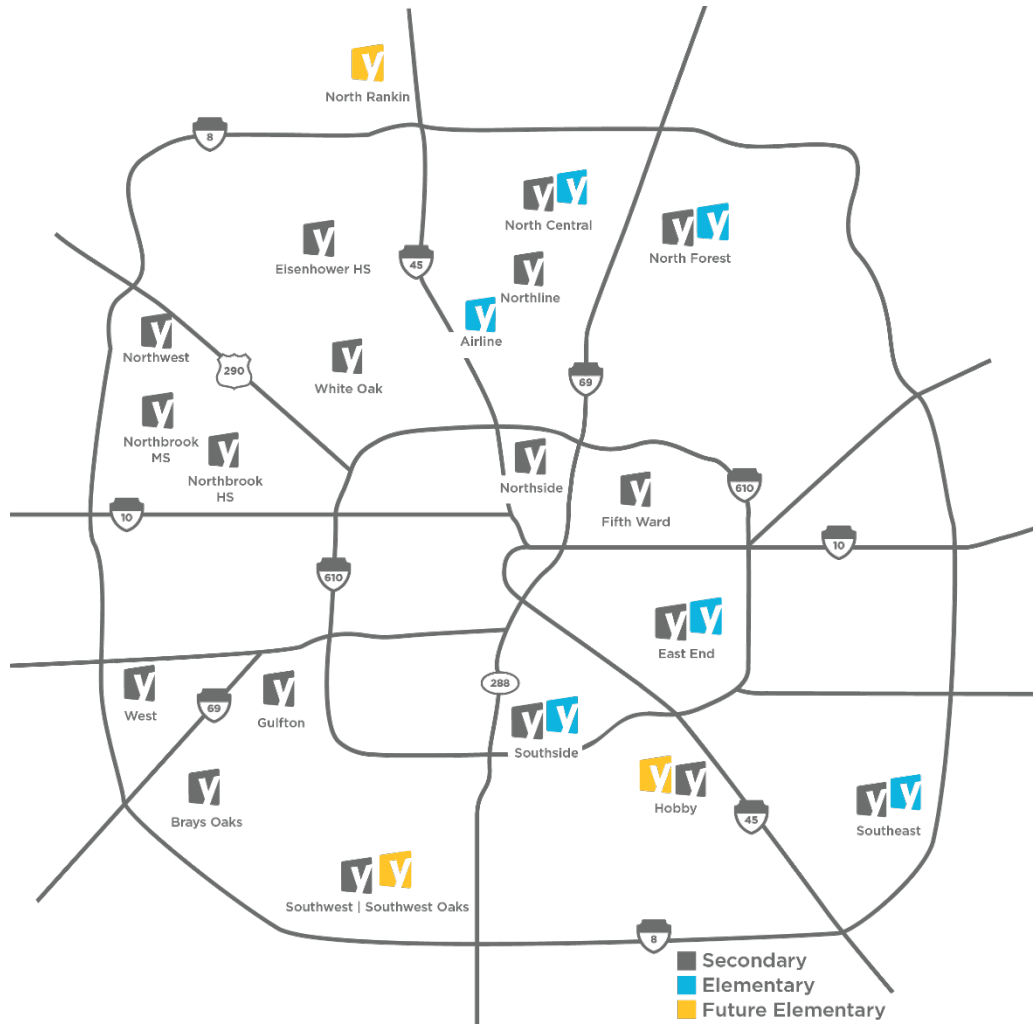 y
North Rankin
8
y y
North Central
y y
North Forest
y
Eisenhower HS
45
y
Northline
y
Airline
y
Northwest
y
White Oak
290
69
y
Northbrook
MS
y
Northbrook
HS
y
Northside
y
Fifth Ward
610
10
10
610
y y
East End
y
West
69
y
Gulfton
288
y y
Southside
y y
Hobby
y
Brays Oaks
45
y y
Southeast
y y
Southwest | Southwest Oaks
8
Secondary
Elementary
Future Elementary